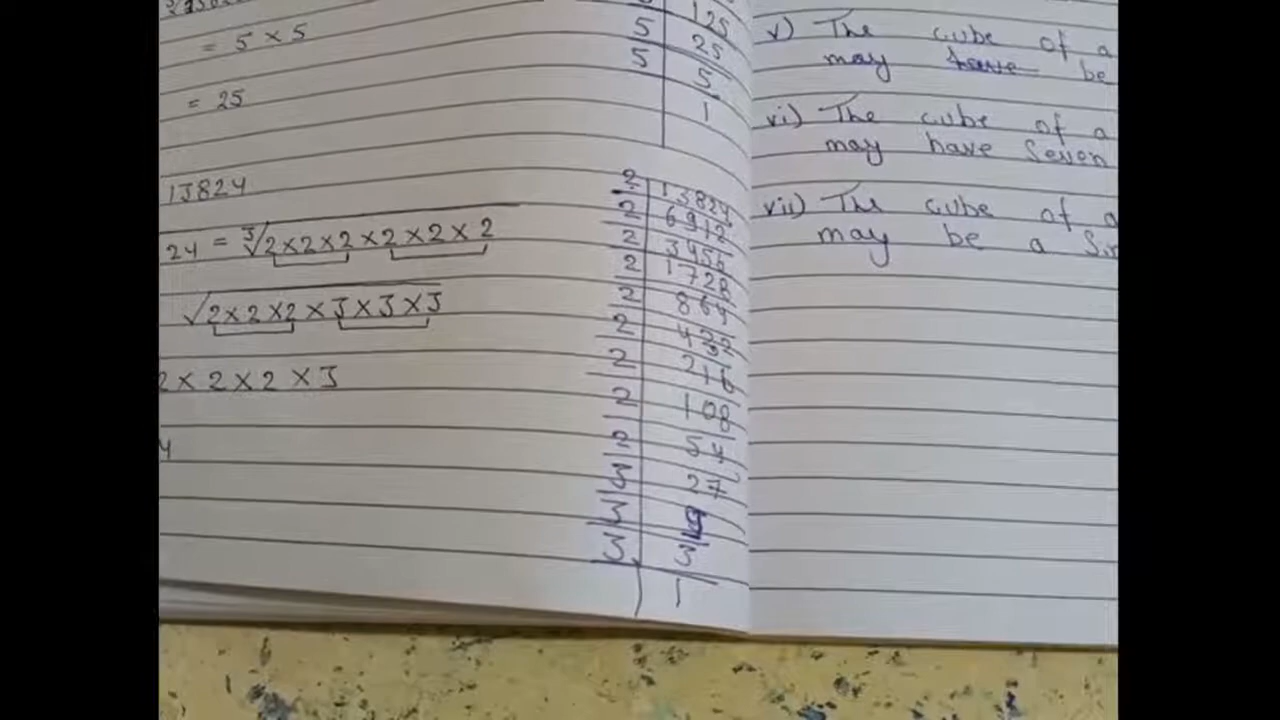 = 5 × 5
= 25
5 125
5 25
5 5
1
13824
24 = ∛2×2×2×2×2×2
√2×2×2×3×3×3
2×2×2×3
4
2 13824
2 6912
2 3456
2 1728
2 864
2 432
2 216
2 108
2 54
3 27
3 9
3 3
1
v) The cube of a
may be
vi) The cube of a
may have seven
vii) The cube of a
may be a Sin